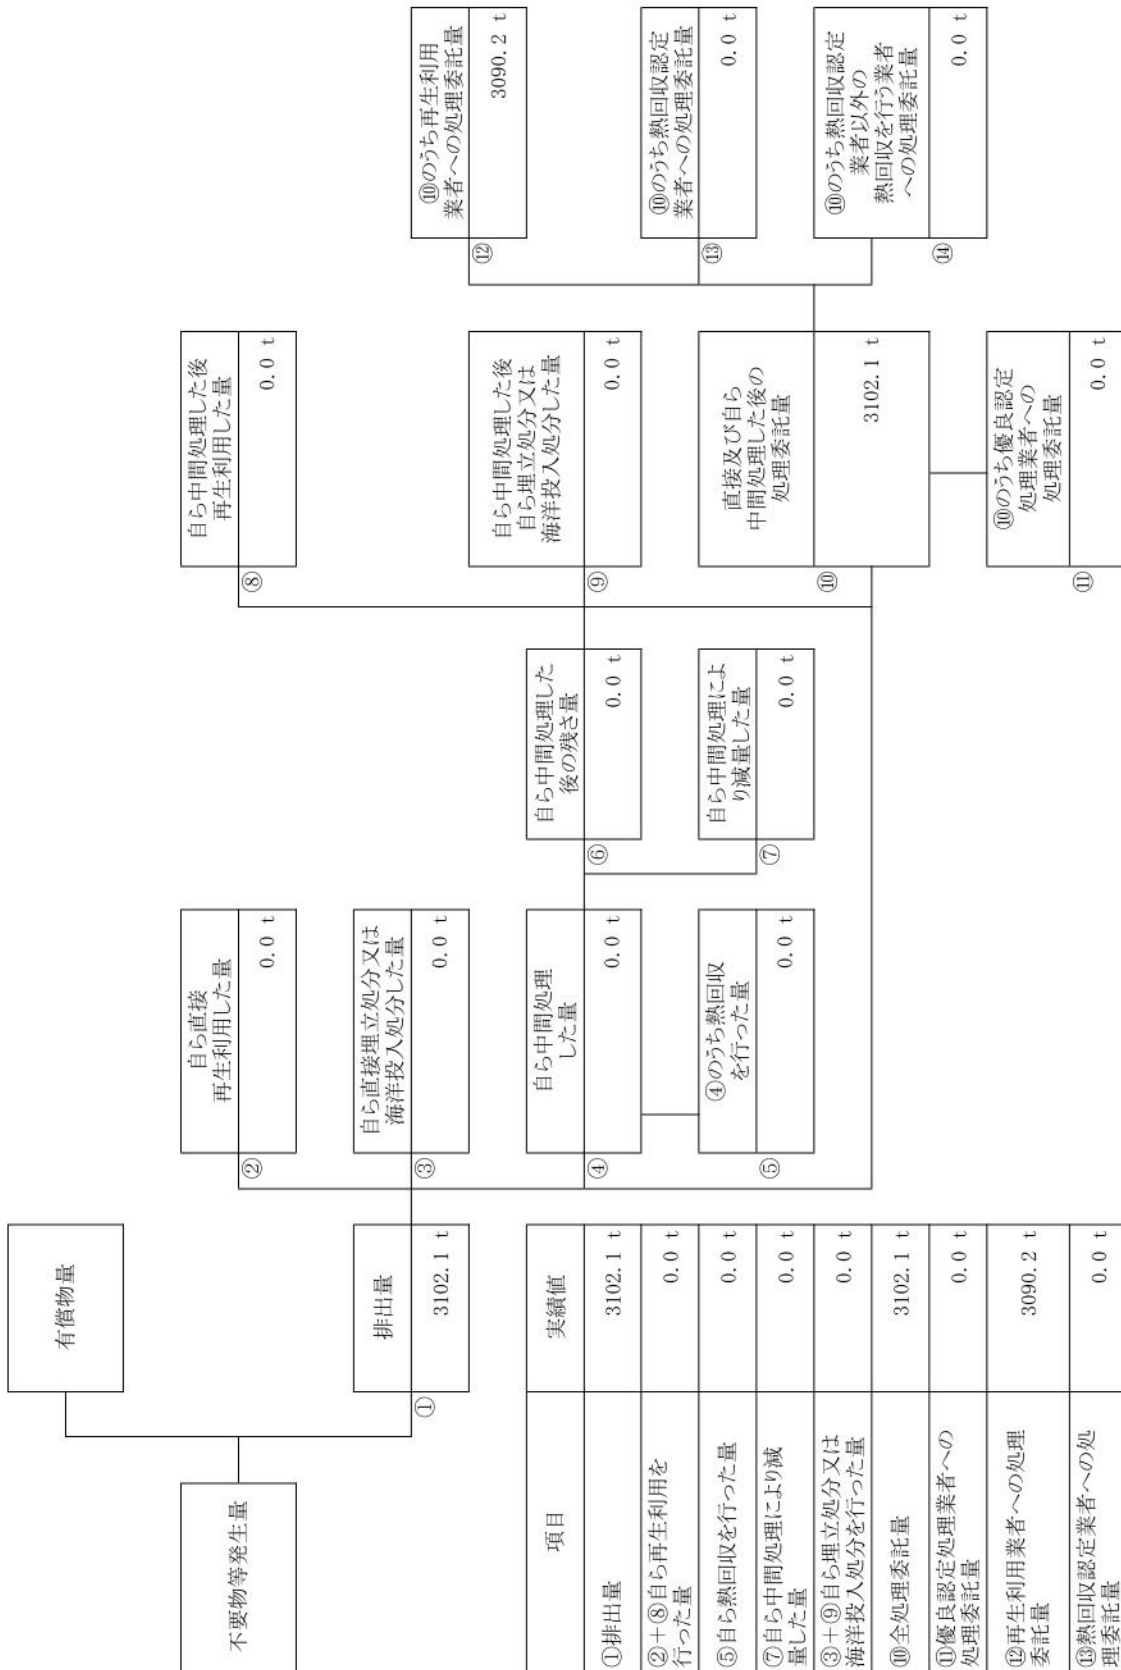 不要物等発生量
有償物量
①
排出量
3102.1 t
②
自ら直接
再生利用した量
0.0 t
③
自ら直接埋立処分又は
海洋投入処分した量
0.0 t
④
自ら中間処理
した量
0.0 t
⑤
④のうち熱回収
を行った量
0.0 t
⑥
自ら中間処理した
後の残さ量
0.0 t
⑦
自ら中間処理によ
り減量した量
0.0 t
⑧
自ら中間処理した後
再生利用した量
0.0 t
⑨
自ら中間処理した後
自ら埋立処分又は
海洋投入処分した量
0.0 t
⑩
直接及び自ら
中間処理した後の
処理委託量
3102.1 t
⑪
⑩のうち優良認定
処理業者への
処理委託量
0.0 t
⑫
⑩のうち再生利用
業者への処理委託量
3090.2 t
⑬
⑩のうち熱回収認定
業者への処理委託量
0.0 t
⑭
⑩のうち熱回収認定
業者以外の
熱回収を行う業者
への処理委託量
0.0 t
項目
実績値
①排出量
3102.1 t
②+⑧自ら再生利用を
行った量
0.0 t
⑤自ら熱回収を行った量
0.0 t
⑦自ら中間処理により減
量した量
0.0 t
③+⑨自ら埋立処分又は
海洋投入処分を行った量
0.0 t
⑩全処理委託量
3102.1 t
⑪優良認定処理業者への
処理委託量
0.0 t
⑫再生利用業者への処理
委託量
3090.2 t
⑬熱回収認定業者への処
理委託量
0.0 t